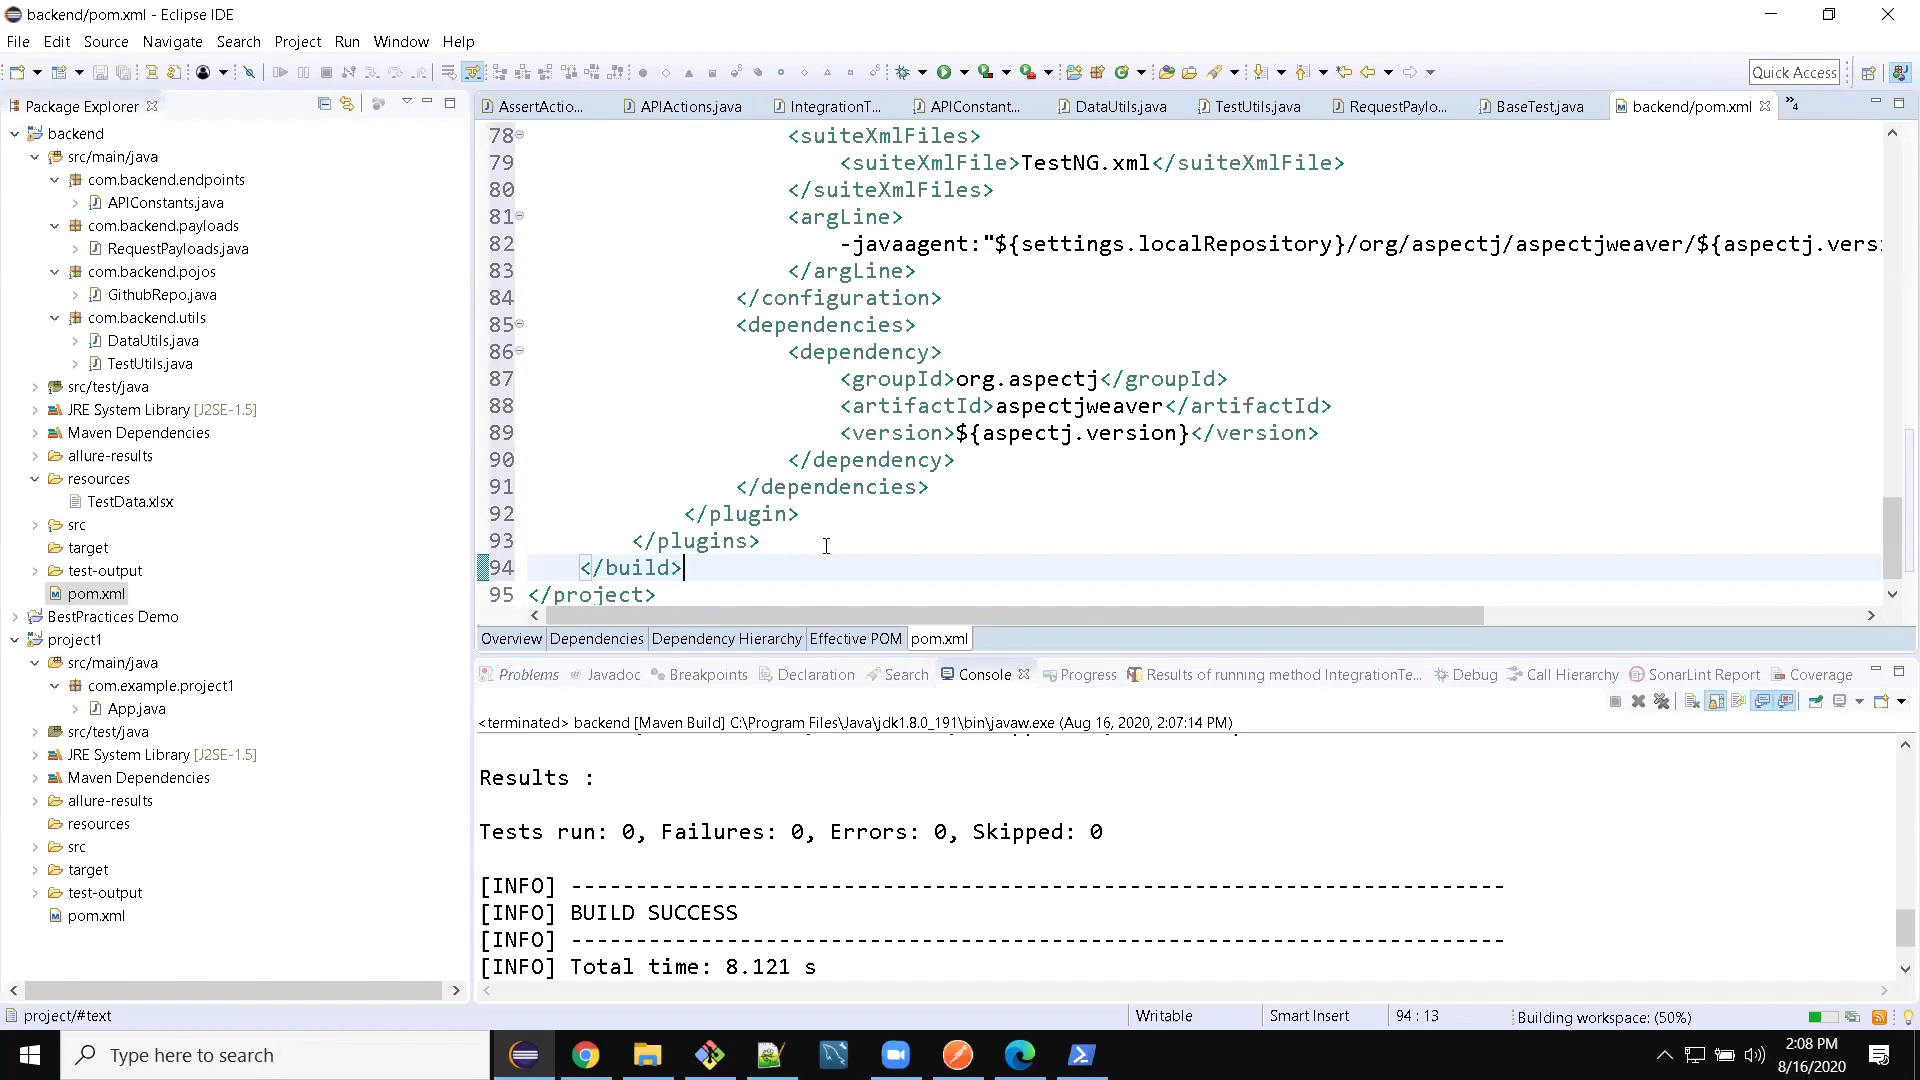 backend/pom.xml - Eclipse IDE
File Edit Source Navigate Search Project Run Window Help
Quick Access
Package Explorer
backend
src/main/java
com.backend.endpoints
APIConstants.java
com.backend.payloads
RequestPayloads.java
com.backend.pojos
GithubRepo.java
com.backend.utils
DataUtils.java
TestUtils.java
src/test/java
JRE System Library [J2SE-1.5]
Maven Dependencies
allure-results
resources
TestData.xlsx
src
target
test-output
pom.xml
BestPractices Demo
project1
src/main/java
com.example.project1
App.java
src/test/java
JRE System Library [J2SE-1.5]
Maven Dependencies
allure-results
resources
src
target
test-output
pom.xml
AssertActio... APIActions.java IntegrationT... APIConstant... DataUtils.java TestUtils.java RequestPaylo... BaseTest.java backend/pom.xml »4
78 <suiteXmlFiles>
79 <suiteXmlFile>TestNG.xml</suiteXmlFile>
80 </suiteXmlFiles>
81 <argLine>
82 -javaagent:"${settings.localRepository}/org/aspectj/aspectjweaver/${aspectj.versi
83 </argLine>
84 </configuration>
85 <dependencies>
86 <dependency>
87 <groupId>org.aspectj</groupId>
88 <artifactId>aspectjweaver</artifactId>
89 <version>${aspectj.version}</version>
90 </dependency>
91 </dependencies>
92 </plugin>
93 </plugins>
94 </build>
95 </project>
Overview Dependencies Dependency Hierarchy Effective POM pom.xml
Problems Javadoc Breakpoints Declaration Search Console Progress Results of running method IntegrationTe... Debug Call Hierarchy SonarLint Report Coverage
<terminated> backend [Maven Build] C:\Program Files\Java\jdk1.8.0_191\bin\javaw.exe (Aug 16, 2020, 2:07:14 PM)
Results :
Tests run: 0, Failures: 0, Errors: 0, Skipped: 0
[INFO] ------------------------------------------------------------------------
[INFO] BUILD SUCCESS
[INFO] ------------------------------------------------------------------------
[INFO] Total time: 8.121 s
project/#text
Writable Smart Insert 94 : 13 Building workspace: (50%)
Type here to search
2:08 PM
8/16/2020